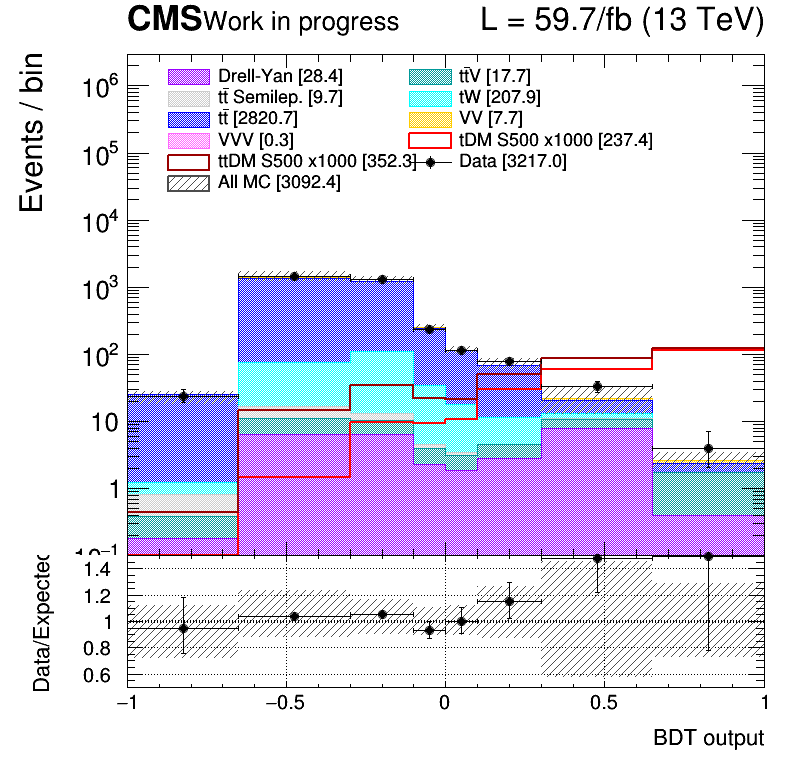 CMS Work in progress L = 59.7/fb (13 TeV)
Events / bin
Drell-Yan [28.4] tt̄V [17.7]
tt̄ Semilep. [9.7] tW [207.9]
tt̄ [2820.7] VV [7.7]
VVV [0.3] tDM S500 x1000 [237.4]
ttDM S500 x1000 [352.3] Data [3217.0]
All MC [3092.4]
10⁶
10⁵
10⁴
10³
10²
10
1
10⁻¹
Data/Expected
1.4
1.2
1
0.8
0.6
−1 −0.5 0 0.5 1
BDT output